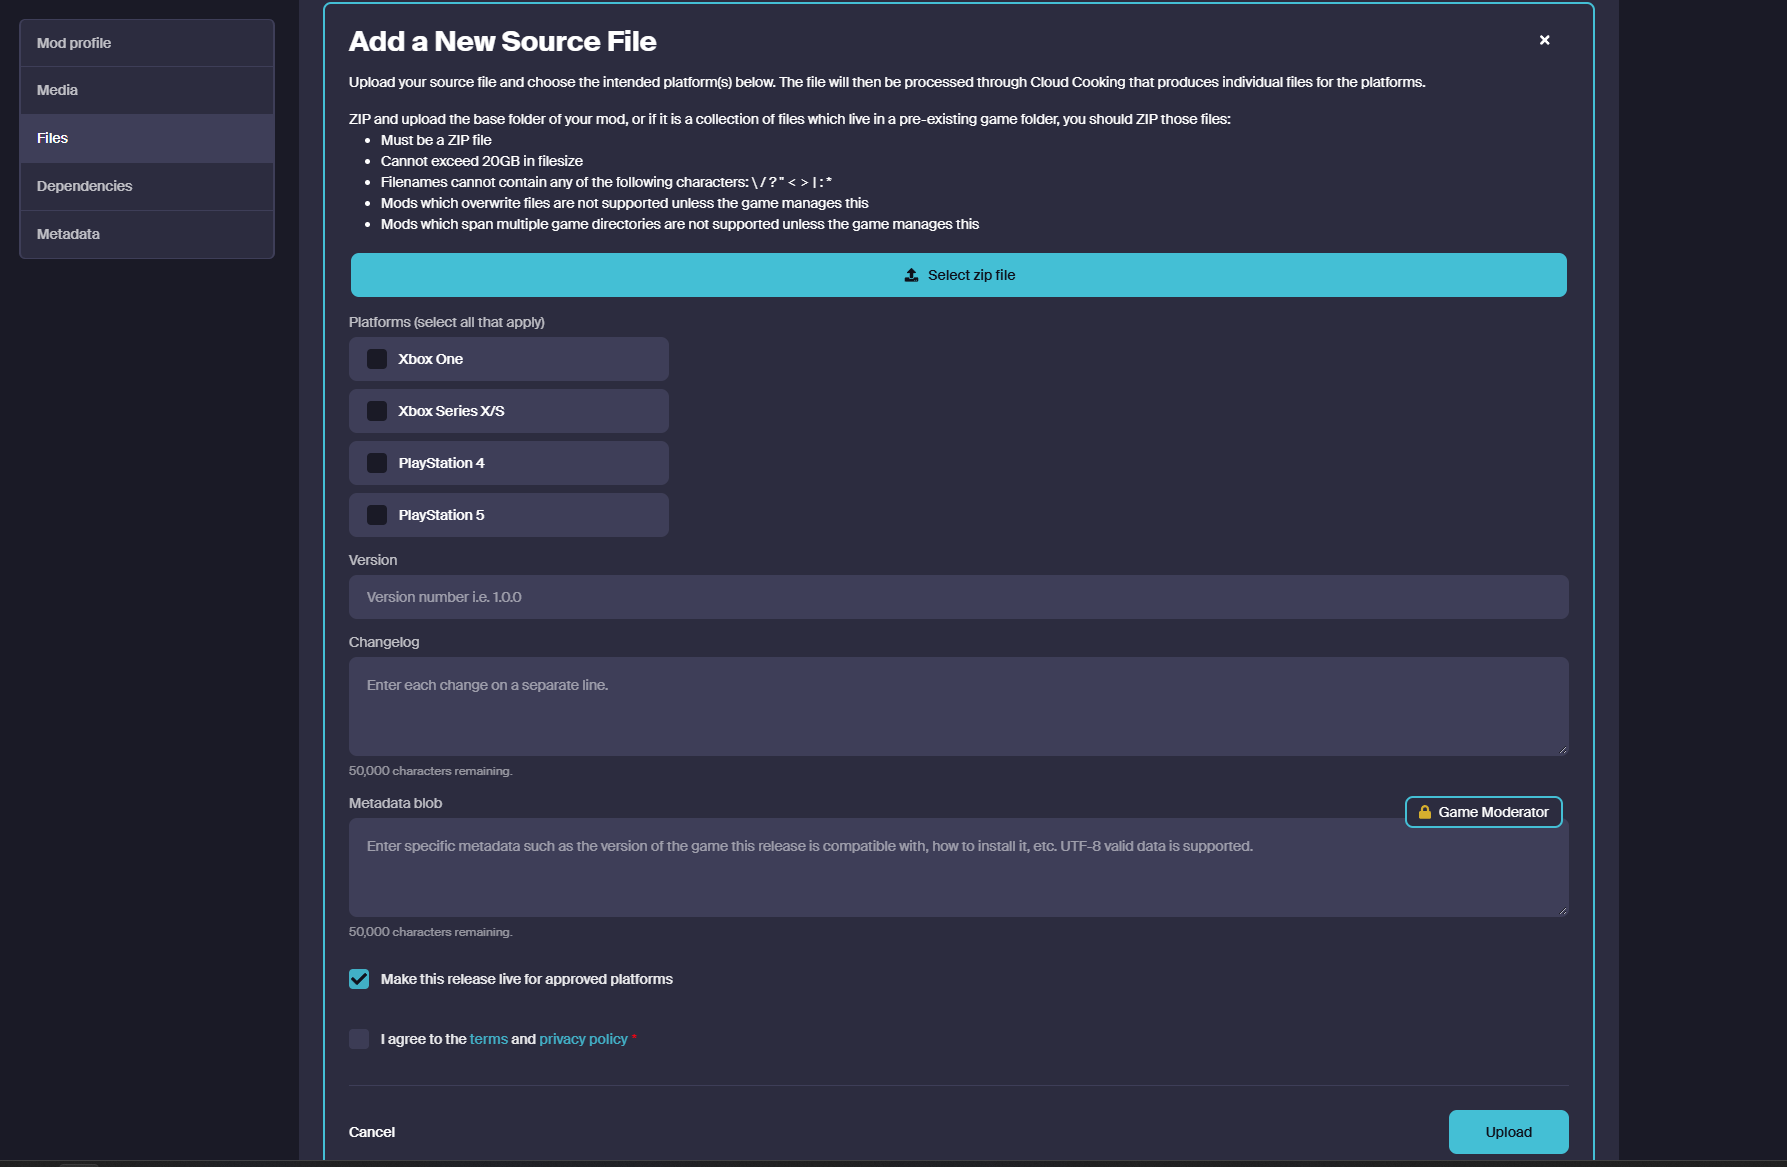 Mod profile
Media
Files
Dependencies
Metadata
Add a New Source File
×
Upload your source file and choose the intended platform(s) below. The file will then be processed through Cloud Cooking that produces individual files for the platforms.
ZIP and upload the base folder of your mod, or if it is a collection of files which live in a pre-existing game folder, you should ZIP those files:
• Must be a ZIP file
• Cannot exceed 20GB in filesize
• Filenames cannot contain any of the following characters: \ / ? " < > | : *
• Mods which overwrite files are not supported unless the game manages this
• Mods which span multiple game directories are not supported unless the game manages this
Select zip file
Platforms (select all that apply)
Xbox One
Xbox Series X/S
PlayStation 4
PlayStation 5
Version
Version number i.e. 1.0.0
Changelog
Enter each change on a separate line.
50,000 characters remaining.
Metadata blob
Game Moderator
Enter specific metadata such as the version of the game this release is compatible with, how to install it, etc. UTF-8 valid data is supported.
50,000 characters remaining.
Make this release live for approved platforms
I agree to the terms and privacy policy *
Cancel
Upload